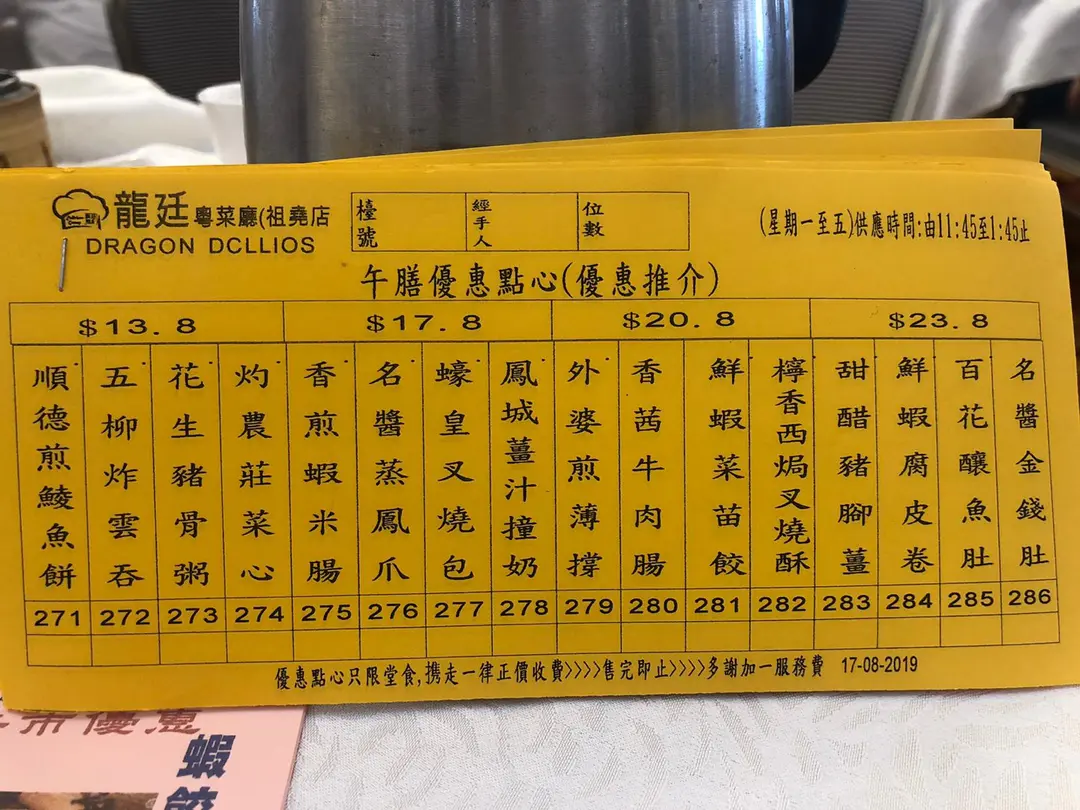 龍廷粵菜廳(祖堯店
DRAGON DCLLIOS
檯號
經手人
位數
(星期一至五)供應時間:由11:45至1:45止
午膳優惠點心(優惠推介)
$13.8
$17.8
$20.8
$23.8
順德煎鯪魚餅
五柳炸雲吞
花生豬骨粥
灼農莊菜心
香煎蝦米腸
名醬蒸鳳爪
蠔皇叉燒包
鳳城薑汁撞奶
外婆煎薄撐
香茜牛肉腸
鮮蝦菜苗餃
檸香西焗叉燒酥
甜醋豬腳薑
鮮蝦腐皮卷
百花釀魚肚
名醬金錢肚
271 272 273 274 275 276 277 278 279 280 281 282 283 284 285 286
優惠點心只限堂食,携走一律正價收費>>>>售完即止>>>>多謝加一服務費 17-08-2019
優惠
蝦餃